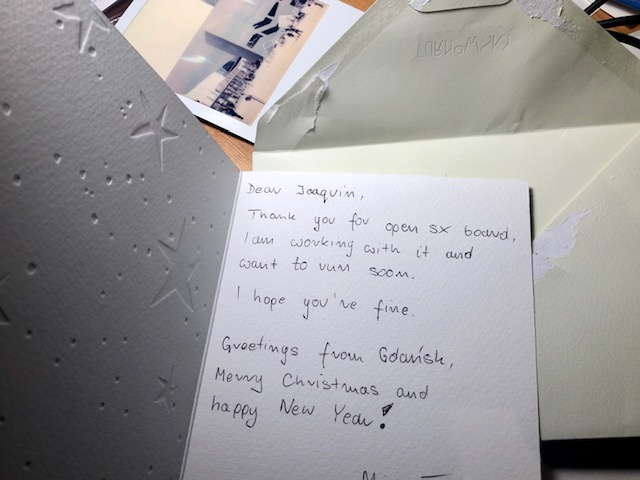 Dear Joaquin,
Thank you for open sx board,
I am working with it and
want to run soon.
I hope you're fine.
Greetings from Gdańsk,
Merry Christmas and
happy New Year!
TURNOWSKY